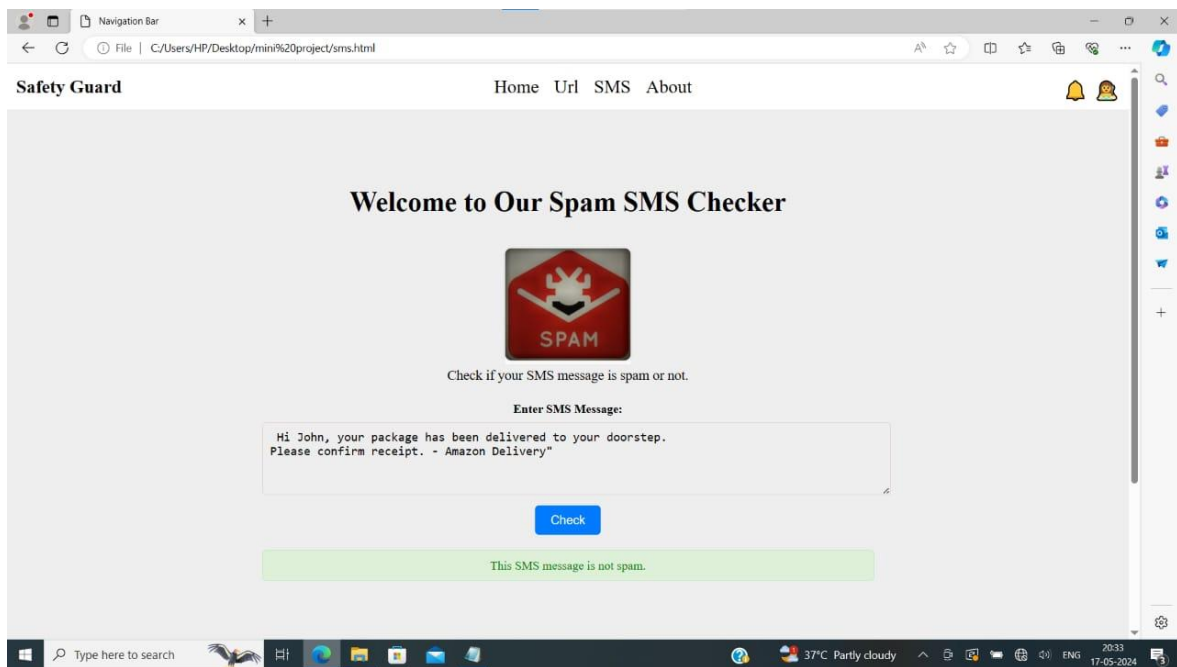 Navigation Bar
File | C:/Users/HP/Desktop/mini%20project/sms.html
Safety Guard
Home Url SMS About
Welcome to Our Spam SMS Checker
SPAM
Check if your SMS message is spam or not.
Enter SMS Message:
Hi John, your package has been delivered to your doorstep.
Please confirm receipt. - Amazon Delivery"
Check
This SMS message is not spam.
Type here to search
37°C Partly cloudy
ENG
20:33
17-05-2024
3